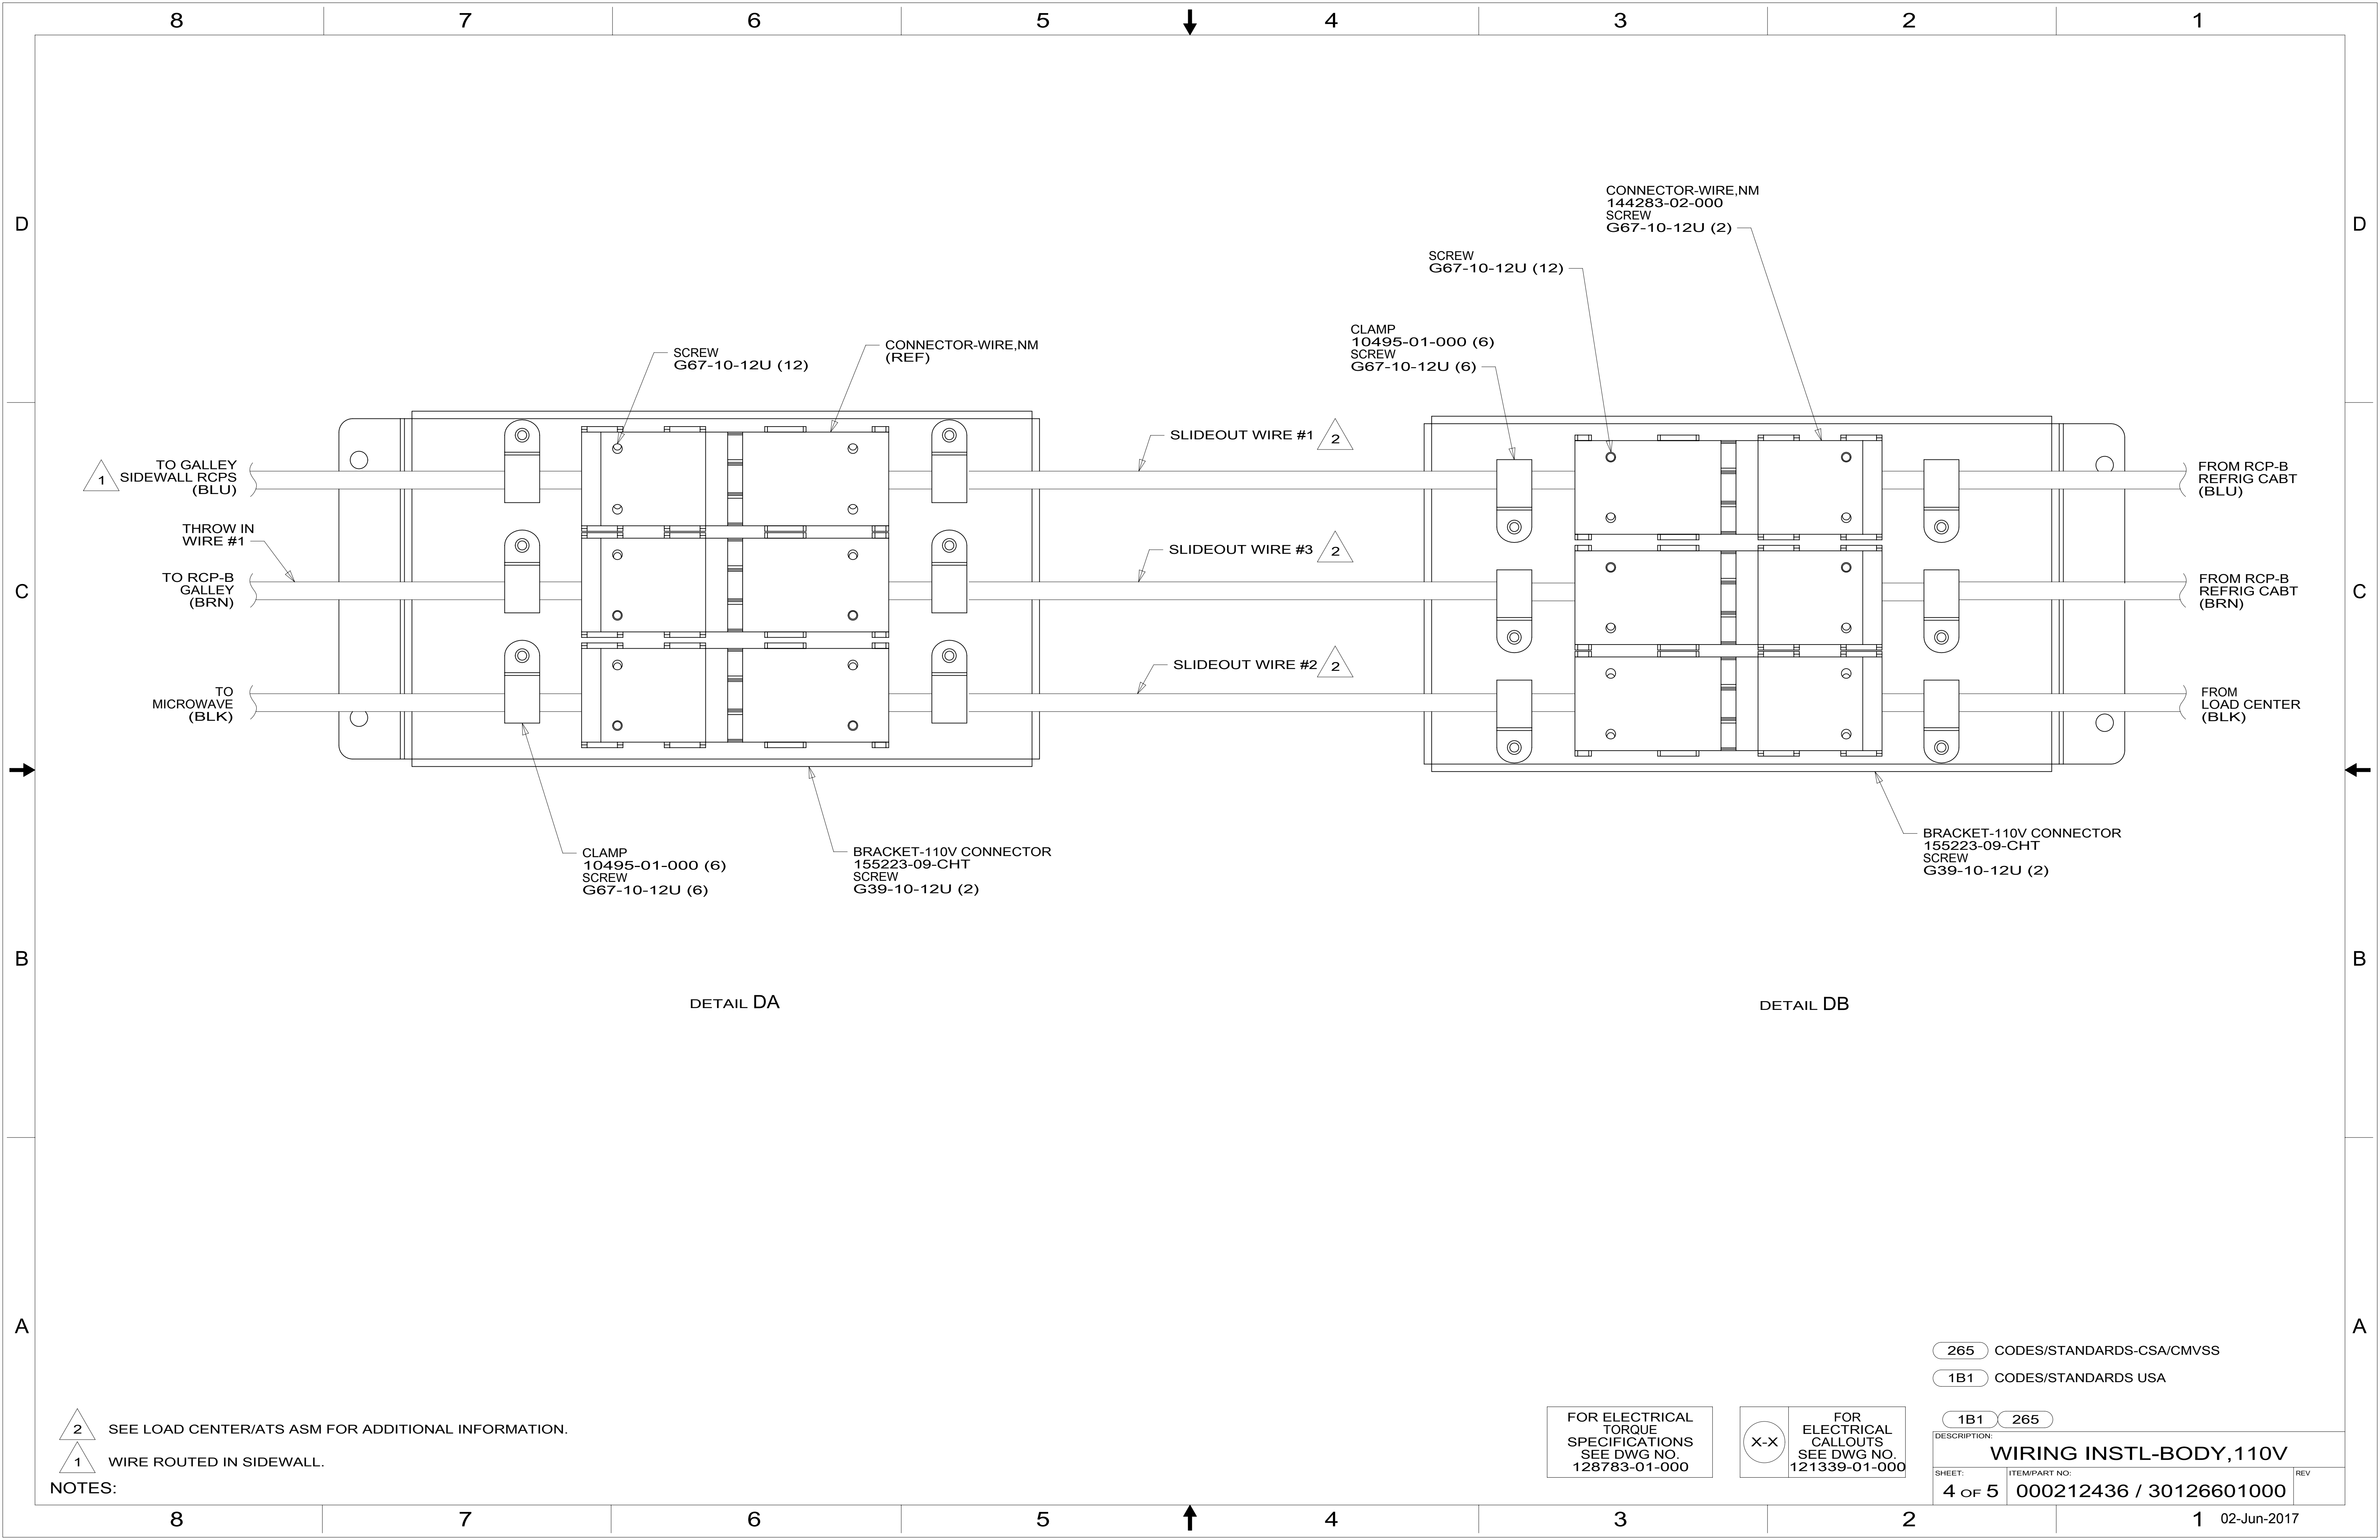 8 7 6 5 4 3 2 1
D D
C C
B B
A A
CONNECTOR-WIRE,NM
144283-02-000
SCREW
G67-10-12U (2)
SCREW
G67-10-12U (12)
CLAMP
10495-01-000 (6)
SCREW
G67-10-12U (6)
SCREW
G67-10-12U (12)
CONNECTOR-WIRE,NM
(REF)
1
TO GALLEY
SIDEWALL RCPS
(BLU)
THROW IN
WIRE #1
TO RCP-B
GALLEY
(BRN)
TO
MICROWAVE
(BLK)
SLIDEOUT WIRE #1 2
SLIDEOUT WIRE #3 2
SLIDEOUT WIRE #2 2
FROM RCP-B
REFRIG CABT
(BLU)
FROM RCP-B
REFRIG CABT
(BRN)
FROM
LOAD CENTER
(BLK)
CLAMP
10495-01-000 (6)
SCREW
G67-10-12U (6)
BRACKET-110V CONNECTOR
155223-09-CHT
SCREW
G39-10-12U (2)
BRACKET-110V CONNECTOR
155223-09-CHT
SCREW
G39-10-12U (2)
DETAIL DA
DETAIL DB
265 CODES/STANDARDS-CSA/CMVSS
1B1 CODES/STANDARDS USA
2 SEE LOAD CENTER/ATS ASM FOR ADDITIONAL INFORMATION.
1 WIRE ROUTED IN SIDEWALL.
NOTES:
FOR ELECTRICAL
TORQUE
SPECIFICATIONS
SEE DWG NO.
128783-01-000
X-X
FOR
ELECTRICAL
CALLOUTS
SEE DWG NO.
121339-01-000
1B1 265
DESCRIPTION:
WIRING INSTL-BODY,110V
SHEET:
4 OF 5
ITEM/PART NO:
000212436 / 30126601000
REV
8 7 6 5 4 3 2 1
02-Jun-2017